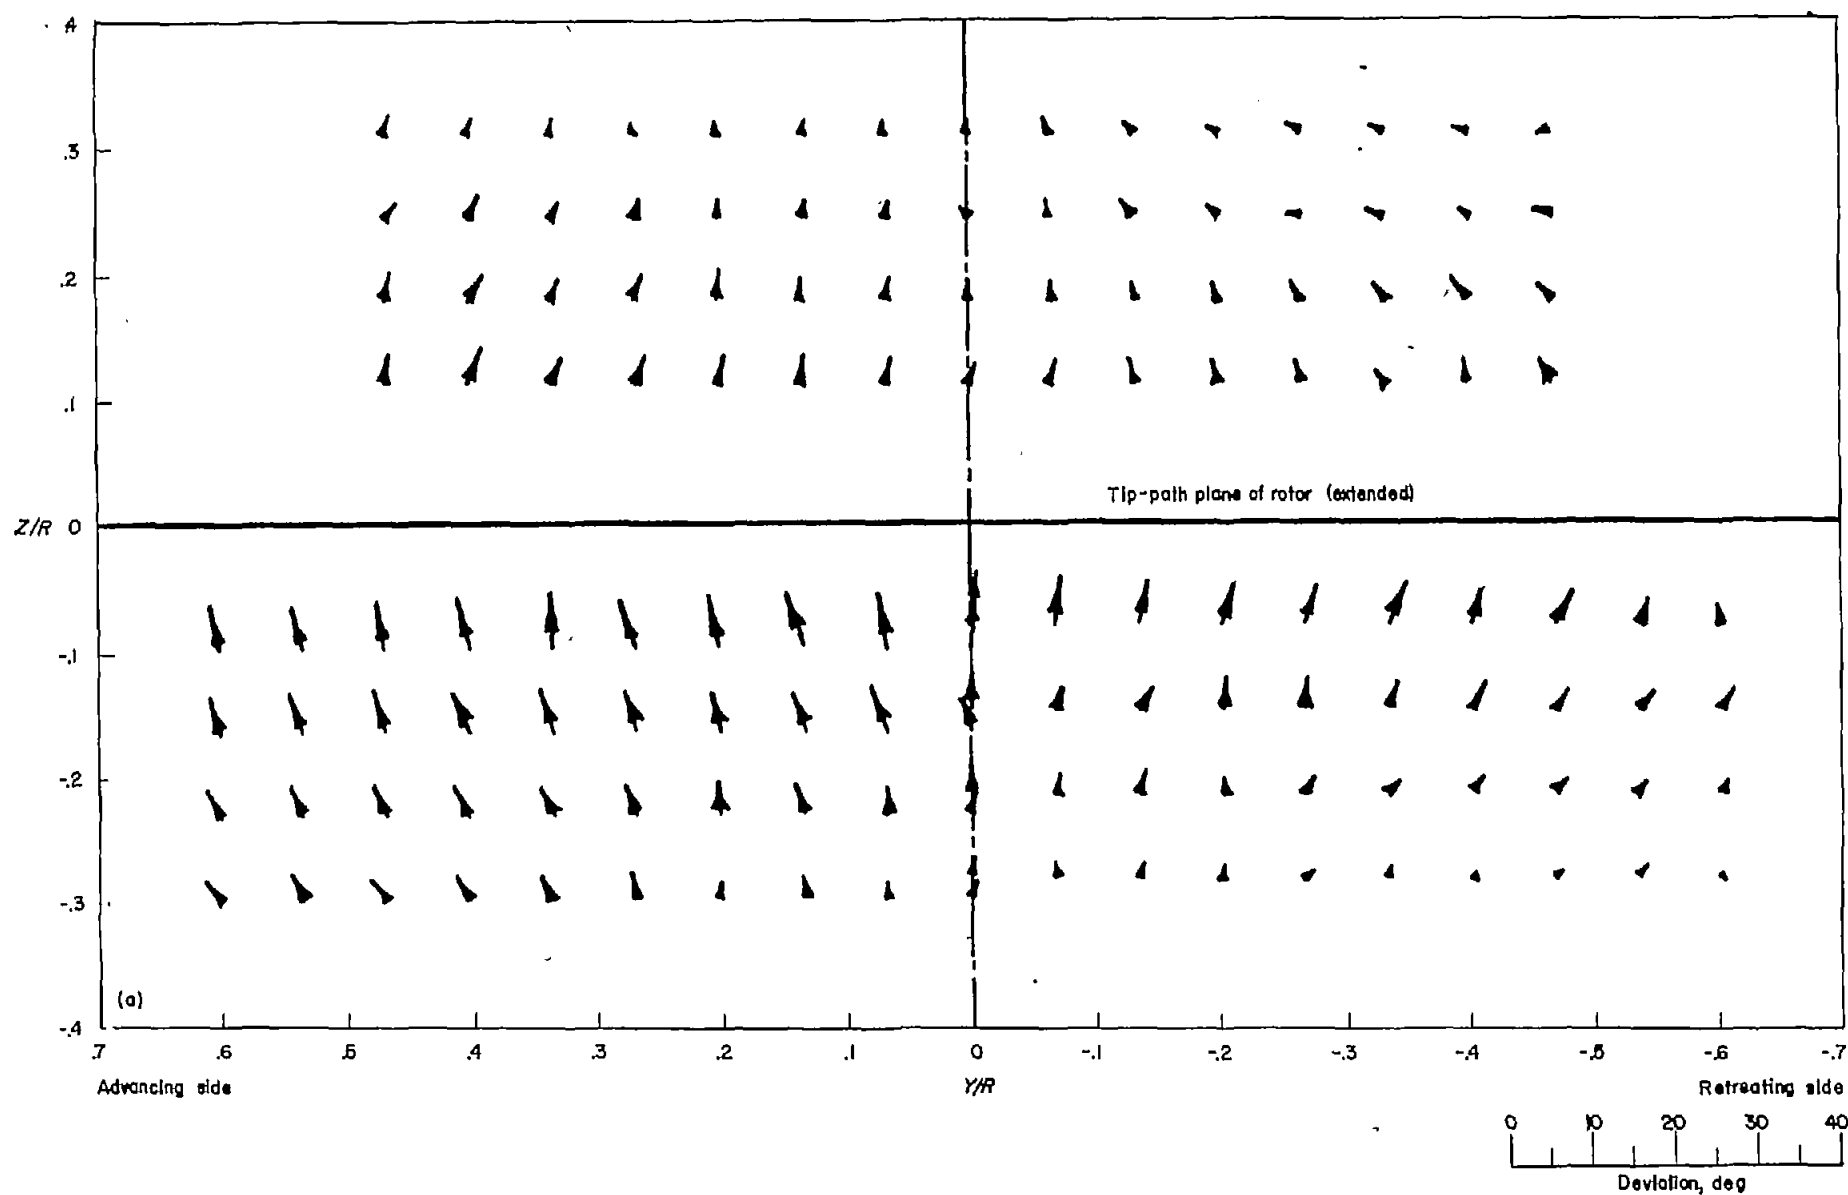 .4
.3
.2
.1
Tip-path plane of rotor (extended)
Z/R 0
-.1
-.2
-.3
(a)
-.4
.7 .6 .5 .4 .3 .2 .1 0 -.1 -.2 -.3 -.4 -.5 -.6 -.7
Advancing side Y/R Retreating side
0 10 20 30 40
Deviation, deg